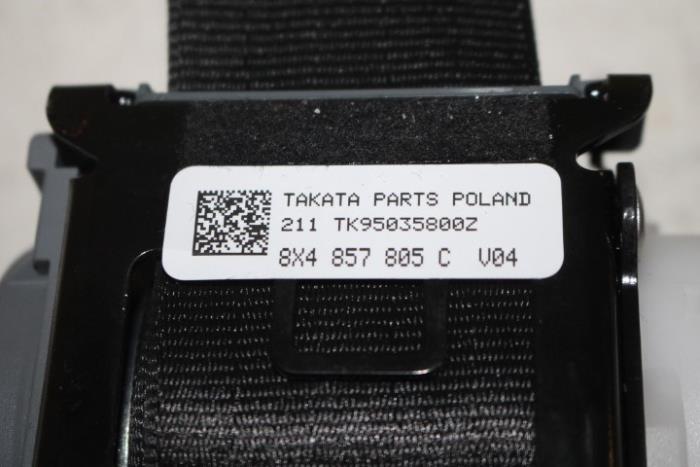 TAKATA PARTS POLAND
211 TK95035800Z
8X4 857 805 C V04